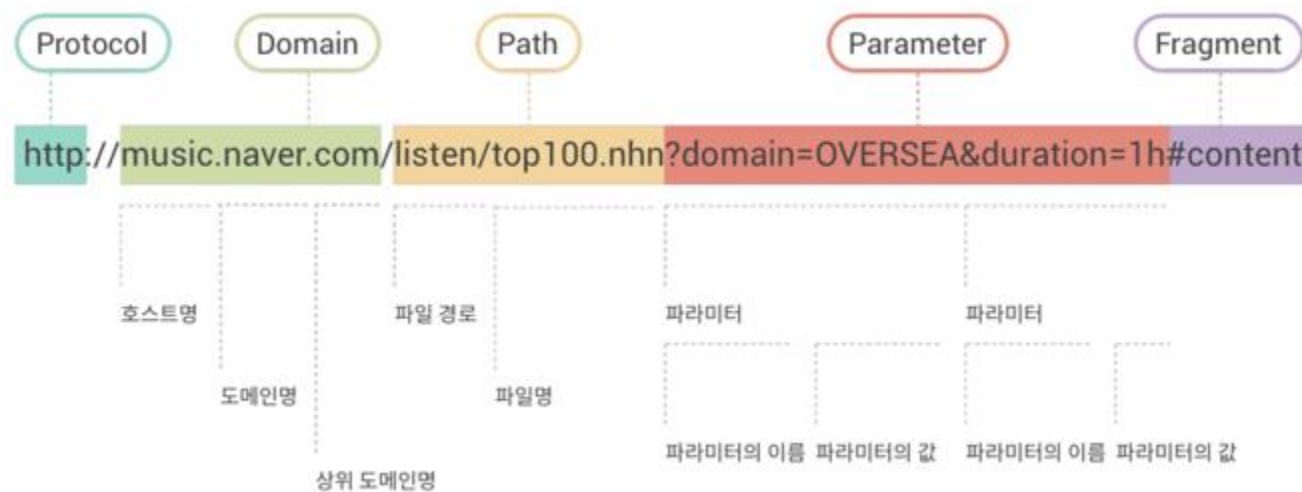 Protocol Domain Path Parameter Fragment
http://music.naver.com/listen/top100.nhn?domain=OVERSEA&duration=1h#content
호스트명 파일 경로 파라미터 파라미터
도메인명 파일명
파라미터의 이름 파라미터의 값 파라미터의 이름 파라미터의 값
상위 도메인명